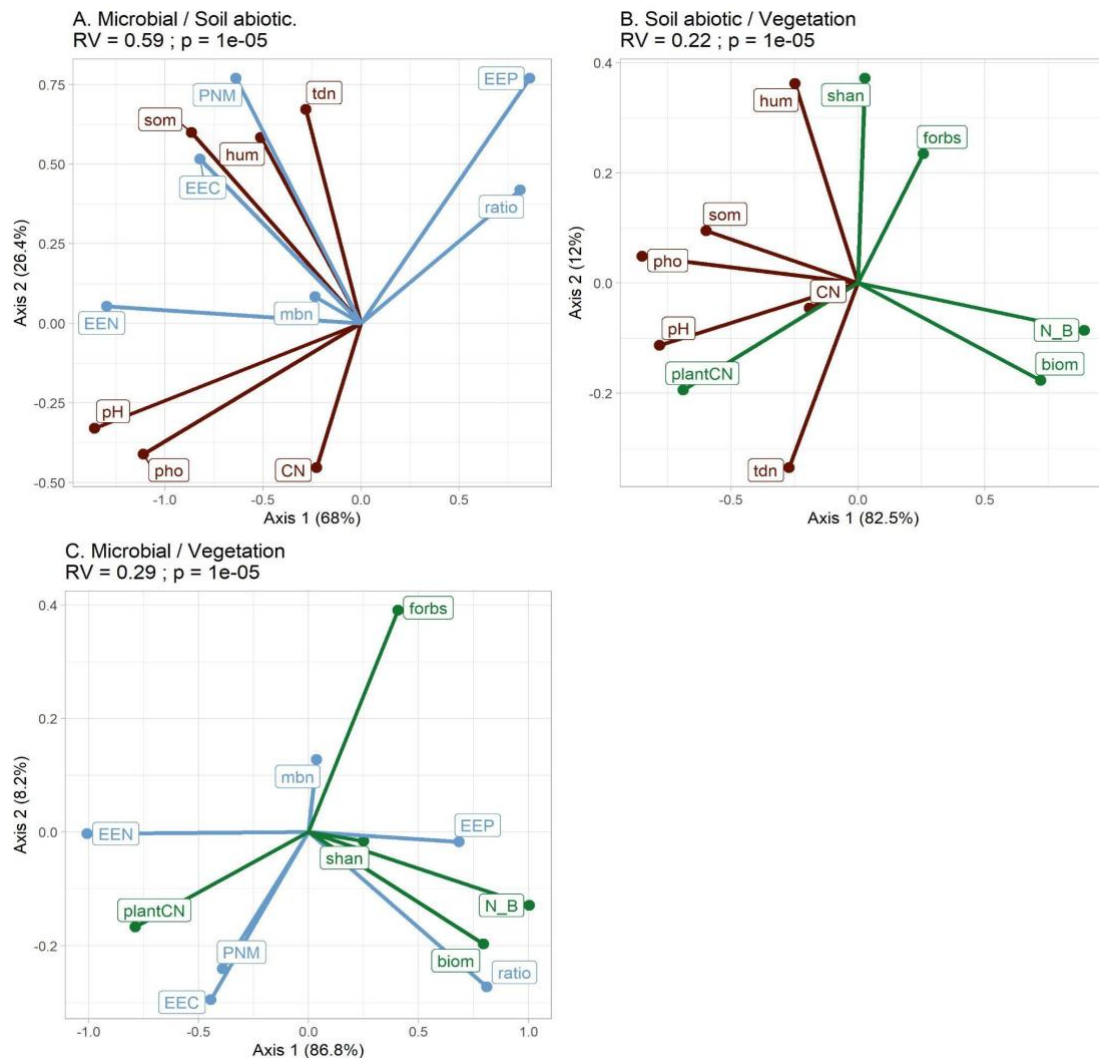 A. Microbial / Soil abiotic.
RV = 0.59 ; p = 1e-05
Axis 2 (26.4%)
0.75
0.50
0.25
0.00
-0.25
-0.50
PNM
EEP
tdn
som
hum
EEC
ratio
EEN
mbn
pH
pho
CN
-1.0
-0.5
0.0
0.5
Axis 1 (68%)
B. Soil abiotic / Vegetation
RV = 0.22 ; p = 1e-05
Axis 2 (12%)
0.4
0.2
0.0
-0.2
hum
shan
forbs
som
pho
CN
pH
N_B
plantCN
biom
tdn
-0.5
0.0
0.5
Axis 1 (82.5%)
C. Microbial / Vegetation
RV = 0.29 ; p = 1e-05
Axis 2 (8.2%)
0.4
0.2
0.0
-0.2
forbs
mbn
EEN
EEP
shan
plantCN
N_B
PNM
biom
EEC
ratio
-1.0
-0.5
0.0
0.5
1.0
Axis 1 (86.8%)